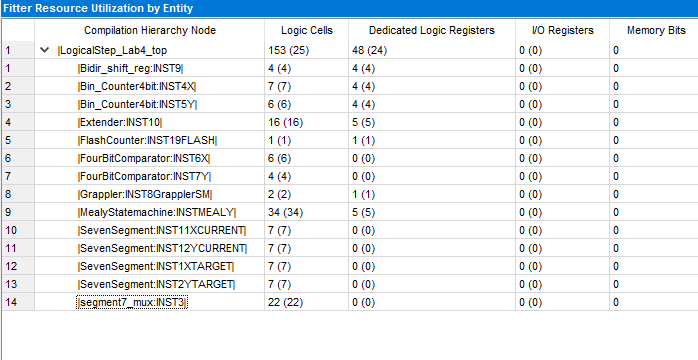 Fitter Resource Utilization by Entity
Compilation Hierarchy Node Logic Cells Dedicated Logic Registers I/O Registers Memory Bits
1 |LogicalStep_Lab4_top 153 (25) 48 (24) 0 (0) 0
1 |Bidir_shift_reg:INST9| 4 (4) 4 (4) 0 (0) 0
2 |Bin_Counter4bit:INST4X| 7 (7) 4 (4) 0 (0) 0
3 |Bin_Counter4bit:INST5Y| 6 (6) 4 (4) 0 (0) 0
4 |Extender:INST10| 16 (16) 5 (5) 0 (0) 0
5 |FlashCounter:INST19FLASH| 1 (1) 1 (1) 0 (0) 0
6 |FourBitComparator:INST6X| 6 (6) 0 (0) 0 (0) 0
7 |FourBitComparator:INST7Y| 4 (4) 0 (0) 0 (0) 0
8 |Grappler:INST8GrapplerSM| 2 (2) 1 (1) 0 (0) 0
9 |MealyStatemachine:INSTMEALY| 34 (34) 5 (5) 0 (0) 0
10 |SevenSegment:INST11XCURRENT| 7 (7) 0 (0) 0 (0) 0
11 |SevenSegment:INST12YCURRENT| 7 (7) 0 (0) 0 (0) 0
12 |SevenSegment:INST1XTARGET| 7 (7) 0 (0) 0 (0) 0
13 |SevenSegment:INST2YTARGET| 7 (7) 0 (0) 0 (0) 0
14 |segment7_mux:INST3| 22 (22) 0 (0) 0 (0) 0